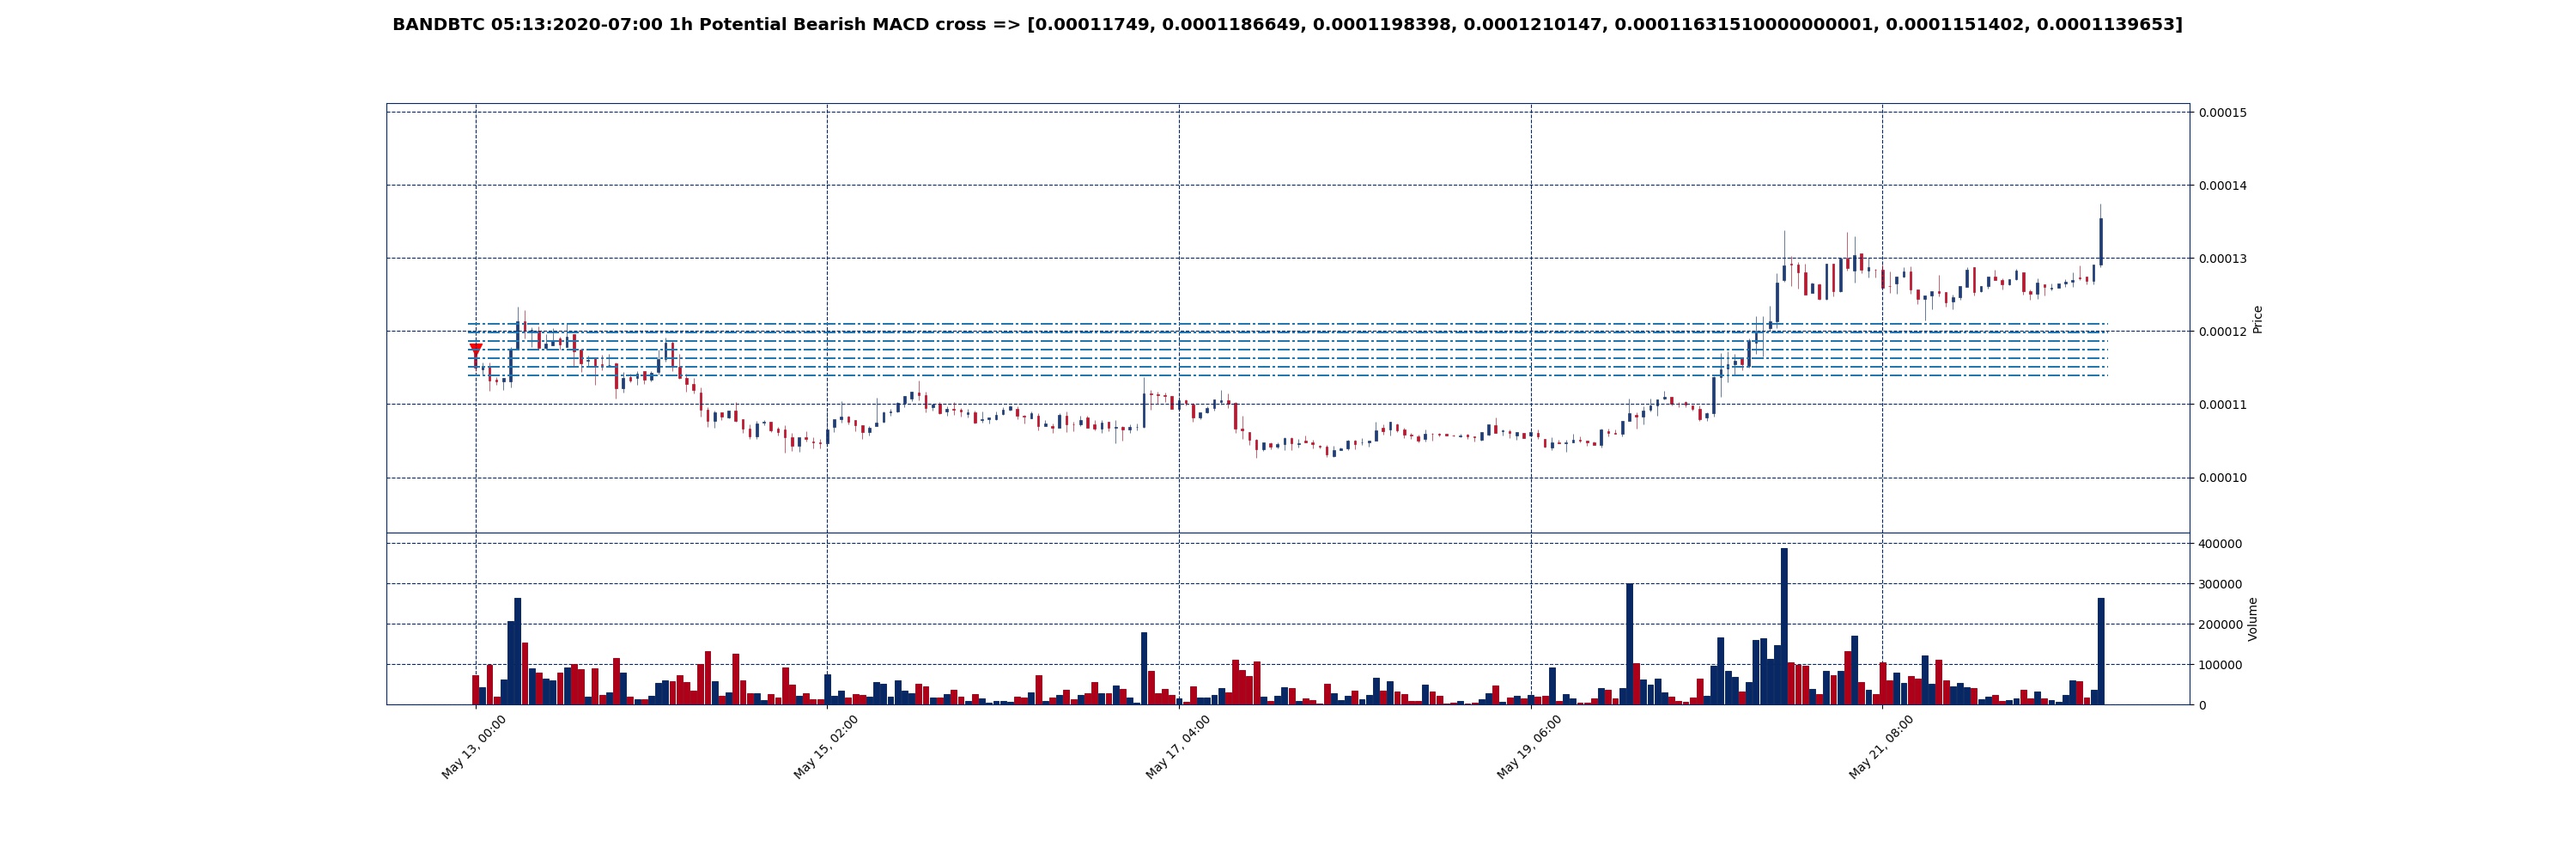 BANDBTC 05:13:2020-07:00 1h Potential Bearish MACD cross => [0.00011749, 0.0001186649, 0.0001198398, 0.0001210147, 0.00011631510000000001, 0.0001151402, 0.0001139653]
0.00015
0.00014
0.00013
0.00012
0.00011
0.00010
Price
400000
300000
200000
100000
0
Volume
May 13, 00:00
May 15, 02:00
May 17, 04:00
May 19, 06:00
May 21, 08:00